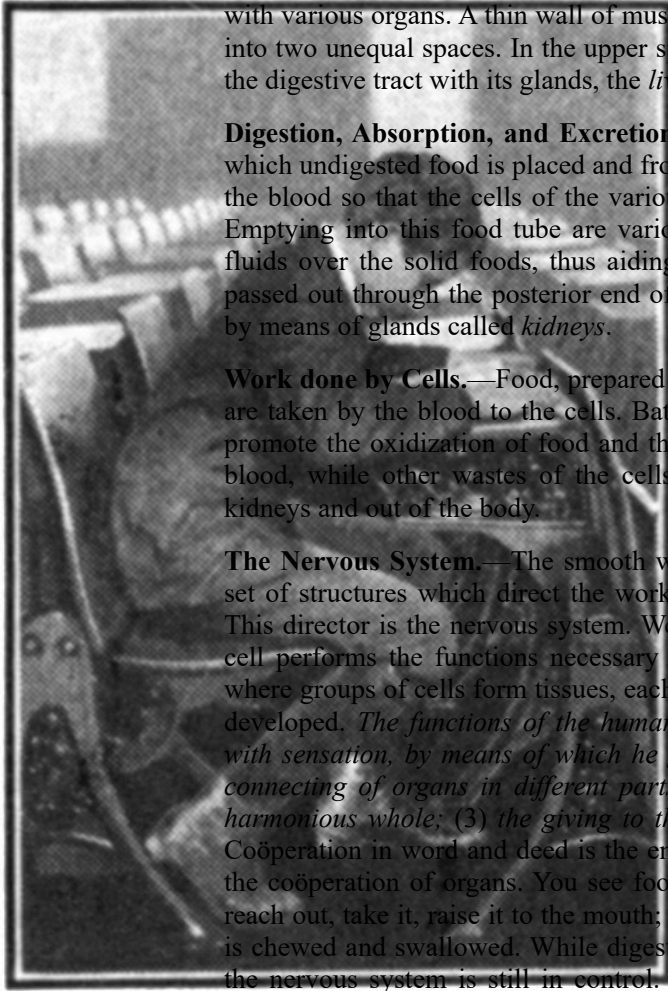 with various organs. A thin wall of mus
into two unequal spaces. In the upper s
the digestive tract with its glands, the li
Digestion, Absorption, and Excretion
which undigested food is placed and fro
the blood so that the cells of the vario
Emptying into this food tube are vario
fluids over the solid foods, thus aiding
passed out through the posterior end of
by means of glands called kidneys.
Work done by Cells.—Food, prepared
are taken by the blood to the cells. Bat
promote the oxidization of food and th
blood, while other wastes of the cells
kidneys and out of the body.
The Nervous System.—The smooth w
set of structures which direct the work
This director is the nervous system. We
cell performs the functions necessary
where groups of cells form tissues, each
developed. The functions of the human
with sensation, by means of which he
connecting of organs in different parts
harmonious whole; (3) the giving to th
Coöperation in word and deed is the en
the coöperation of organs. You see foo
reach out, take it, raise it to the mouth;
is chewed and swallowed. While diges
the nervous system is still in control.